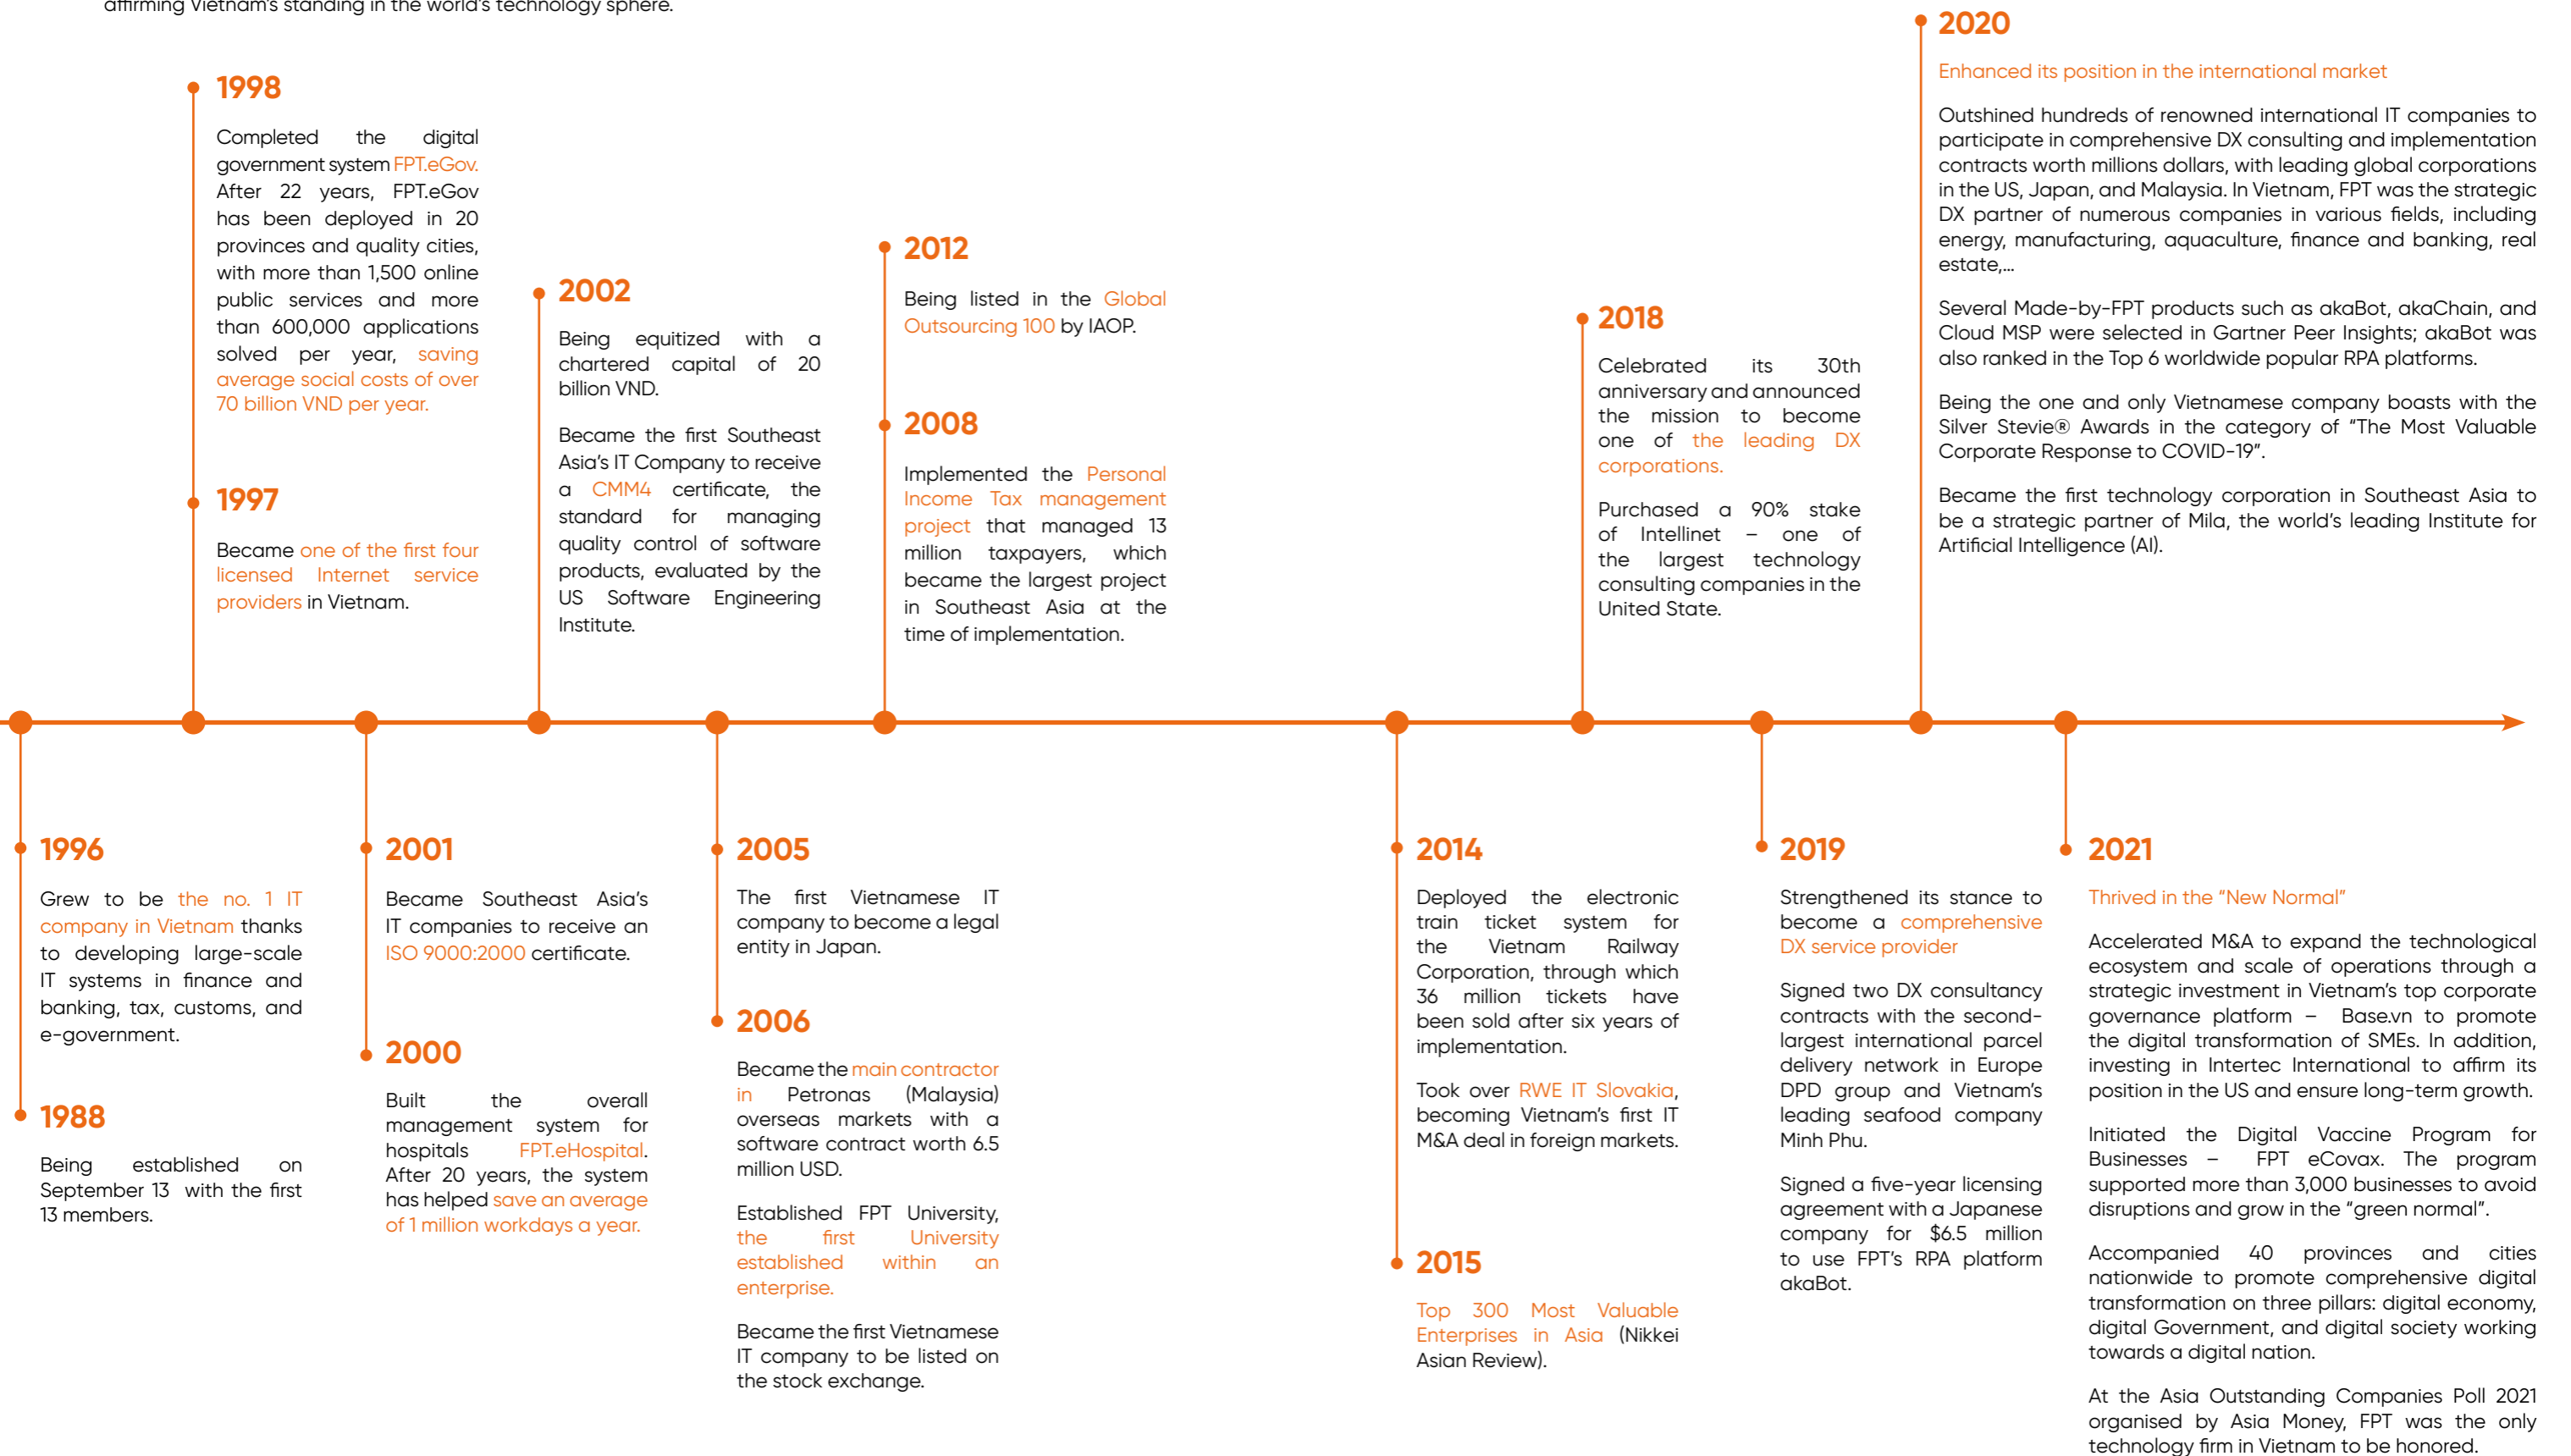 affirming Vietnam's standing in the world's technology sphere.
1998
Completed the digital
government system FPT.eGov.
After 22 years, FPT.eGov
has been deployed in 20
provinces and quality cities,
with more than 1,500 online
public services and more
than 600,000 applications
solved per year, saving
average social costs of over
70 billion VND per year.
1997
Became one of the first four
licensed Internet service
providers in Vietnam.
2002
Being equitized with a
chartered capital of 20
billion VND.
Became the first Southeast
Asia's IT Company to receive
a CMM4 certificate, the
standard for managing
quality control of software
products, evaluated by the
US Software Engineering
Institute.
2012
Being listed in the Global
Outsourcing 100 by IAOP.
2008
Implemented the Personal
Income Tax management
project that managed 13
million taxpayers, which
became the largest project
in Southeast Asia at the
time of implementation.
2018
Celebrated its 30th
anniversary and announced
the mission to become
one of the leading DX
corporations.
Purchased a 90% stake
of Intellinet – one of
the largest technology
consulting companies in the
United State.
2020
Enhanced its position in the international market
Outshined hundreds of renowned international IT companies to
participate in comprehensive DX consulting and implementation
contracts worth millions dollars, with leading global corporations
in the US, Japan, and Malaysia. In Vietnam, FPT was the strategic
DX partner of numerous companies in various fields, including
energy, manufacturing, aquaculture, finance and banking, real
estate,...
Several Made-by-FPT products such as akaBot, akaChain, and
Cloud MSP were selected in Gartner Peer Insights; akaBot was
also ranked in the Top 6 worldwide popular RPA platforms.
Being the one and only Vietnamese company boasts with the
Silver Stevie® Awards in the category of “The Most Valuable
Corporate Response to COVID-19”.
Became the first technology corporation in Southeast Asia to
be a strategic partner of Mila, the world's leading Institute for
Artificial Intelligence (AI).
1996
Grew to be the no. 1 IT
company in Vietnam thanks
to developing large-scale
IT systems in finance and
banking, tax, customs, and
e-government.
1988
Being established on
September 13 with the first
13 members.
2001
Became Southeast Asia's
IT companies to receive an
ISO 9000:2000 certificate.
2000
Built the overall
management system for
hospitals FPT.eHospital.
After 20 years, the system
has helped save an average
of 1 million workdays a year.
2005
The first Vietnamese IT
company to become a legal
entity in Japan.
2006
Became the main contractor
in Petronas (Malaysia)
overseas markets with a
software contract worth 6.5
million USD.
Established FPT University,
the first University
established within an
enterprise.
Became the first Vietnamese
IT company to be listed on
the stock exchange.
2014
Deployed the electronic
train ticket system for
the Vietnam Railway
Corporation, through which
36 million tickets have
been sold after six years of
implementation.
Took over RWE IT Slovakia,
becoming Vietnam's first IT
M&A deal in foreign markets.
2015
Top 300 Most Valuable
Enterprises in Asia (Nikkei
Asian Review).
2019
Strengthened its stance to
become a comprehensive
DX service provider
Signed two DX consultancy
contracts with the second-
largest international parcel
delivery network in Europe
DPD group and Vietnam's
leading seafood company
Minh Phu.
Signed a five-year licensing
agreement with a Japanese
company for $6.5 million
to use FPT's RPA platform
akaBot.
2021
Thrived in the “New Normal”
Accelerated M&A to expand the technological
ecosystem and scale of operations through a
strategic investment in Vietnam's top corporate
governance platform – Base.vn to promote
the digital transformation of SMEs. In addition,
investing in Intertec International to affirm its
position in the US and ensure long-term growth.
Initiated the Digital Vaccine Program for
Businesses – FPT eCovax. The program
supported more than 3,000 businesses to avoid
disruptions and grow in the “green normal”.
Accompanied 40 provinces and cities
nationwide to promote comprehensive digital
transformation on three pillars: digital economy,
digital Government, and digital society working
towards a digital nation.
At the Asia Outstanding Companies Poll 2021
organised by Asia Money, FPT was the only
technology firm in Vietnam to be honored.